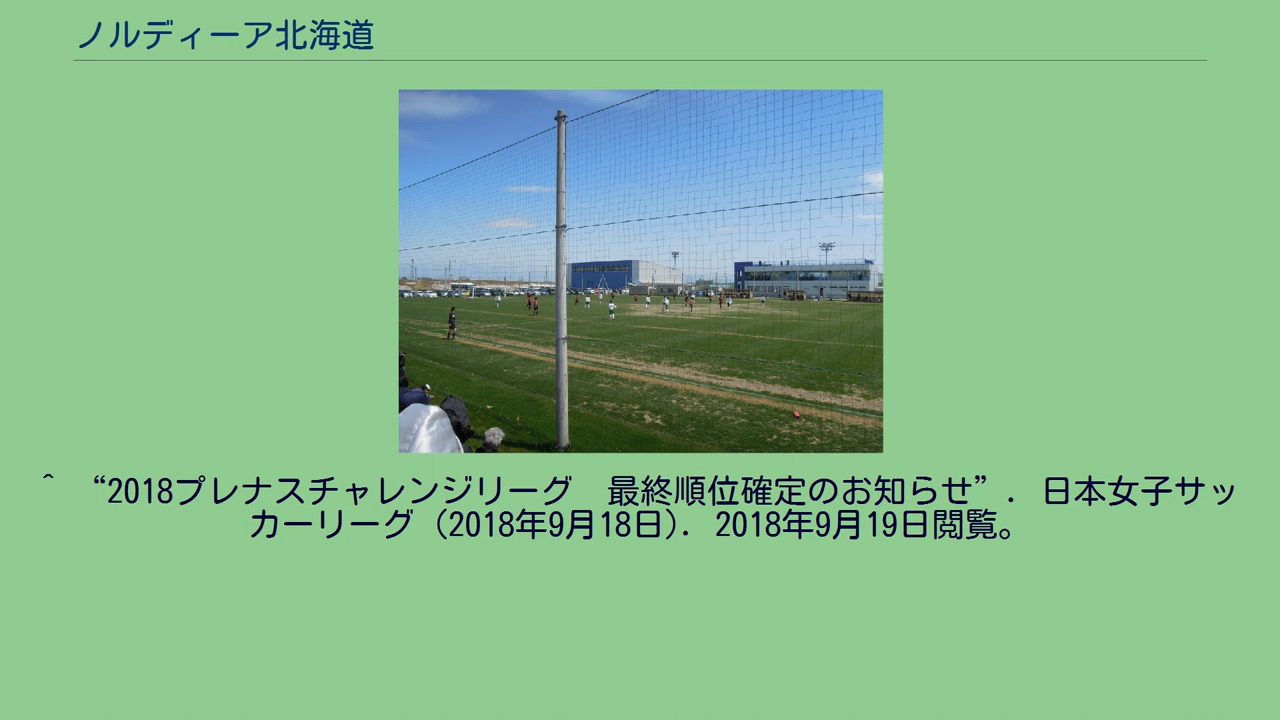 ノルディーア北海道
^ “2018プレナスチャレンジリーグ　最終順位確定のお知らせ”. 日本女子サッ
カーリーグ (2018年9月18日). 2018年9月19日閲覧。